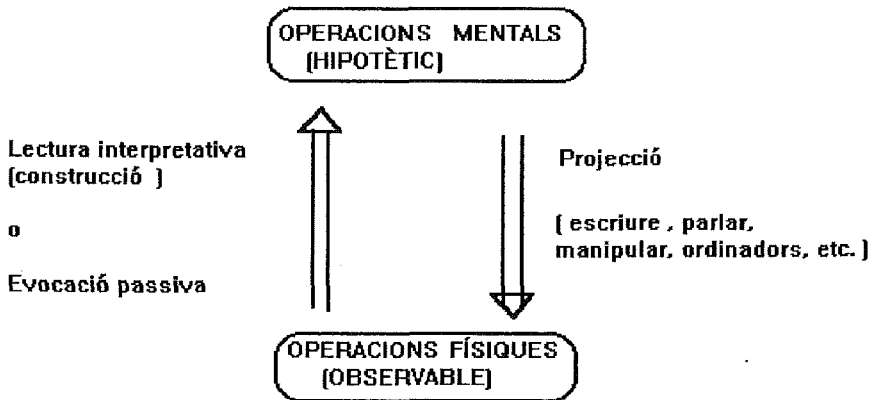 OPERACIONS MENTALS
(HIPOTÈTIC)
Lectura interpretativa
(construcció )
o
Evocació passiva
Projecció
( escriure , parlar,
manipular, ordinadors, etc. )
OPERACIONS FÍSIQUES
(OBSERVABLE)